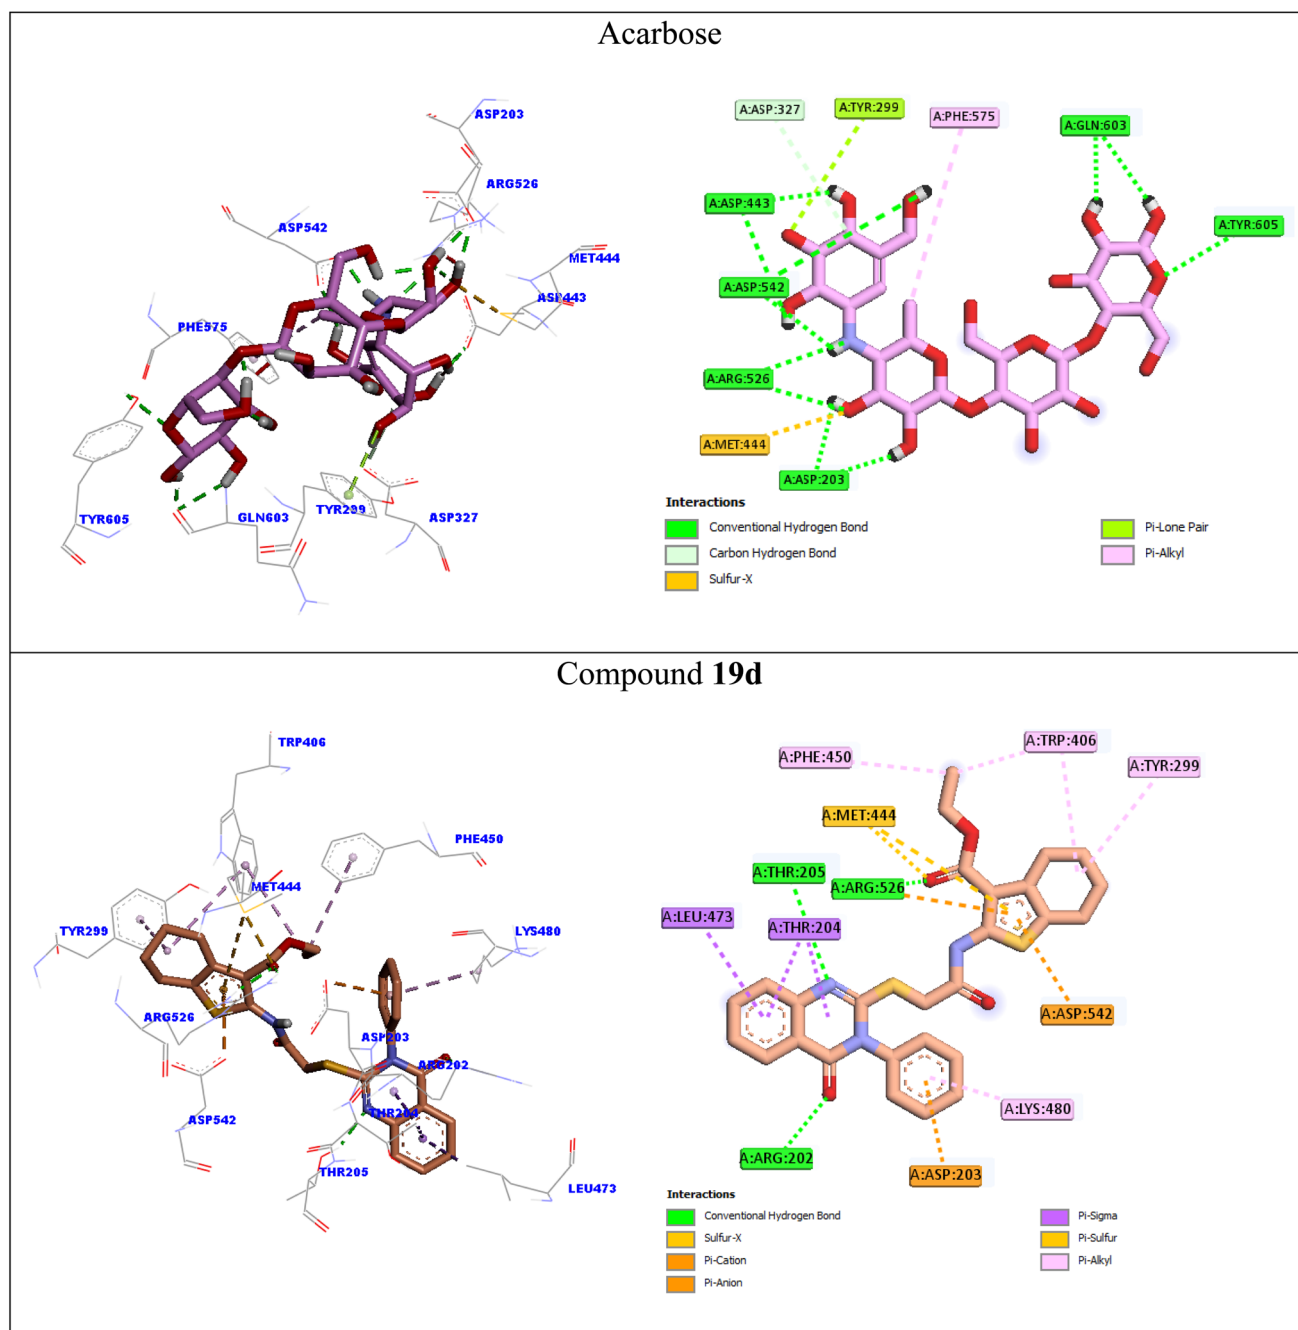 Acarbose
ASP203
ARG526
ASP542
MET444
ASP443
PHE575
TYR605
GLN603
TYR299
ASP327
A:ASP:327
A:TYR:299
A:PHE:575
A:GLN:603
A:ASP:443
A:TYR:605
A:ASP:542
A:ARG:526
A:MET:444
A:ASP:203
Interactions
Conventional Hydrogen Bond
Carbon Hydrogen Bond
Sulfur-X
Pi-Lone Pair
Pi-Alkyl
Compound 19d
TRP406
PHE450
MET444
TYR299
LYS480
ARG526
ASP203
ARG202
ASP542
THR204
THR205
LEU473
A:PHE:450
A:TRP:406
A:TYR:299
A:MET:444
A:THR:205
A:ARG:526
A:LEU:473
A:THR:204
A:ASP:542
A:LYS:480
A:ARG:202
A:ASP:203
Interactions
Conventional Hydrogen Bond
Sulfur-X
Pi-Cation
Pi-Anion
Pi-Sigma
Pi-Sulfur
Pi-Alkyl